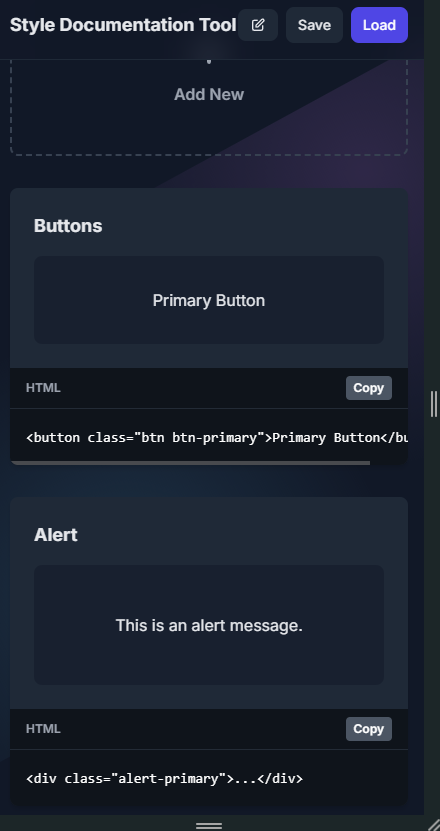 Style Documentation Tool
Save
Load
Add New
Buttons
Primary Button
HTML
Copy
<button class="btn btn-primary">Primary Button</bu
Alert
This is an alert message.
HTML
Copy
<div class="alert-primary">...</div>